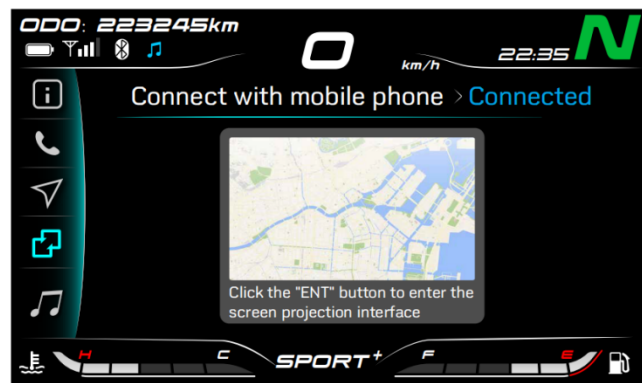 ODO: 223245km
0
km/h
22:35
N
Connect with mobile phone > Connected
Click the "ENT" button to enter the
screen projection interface
H
C
SPORT+
F
E